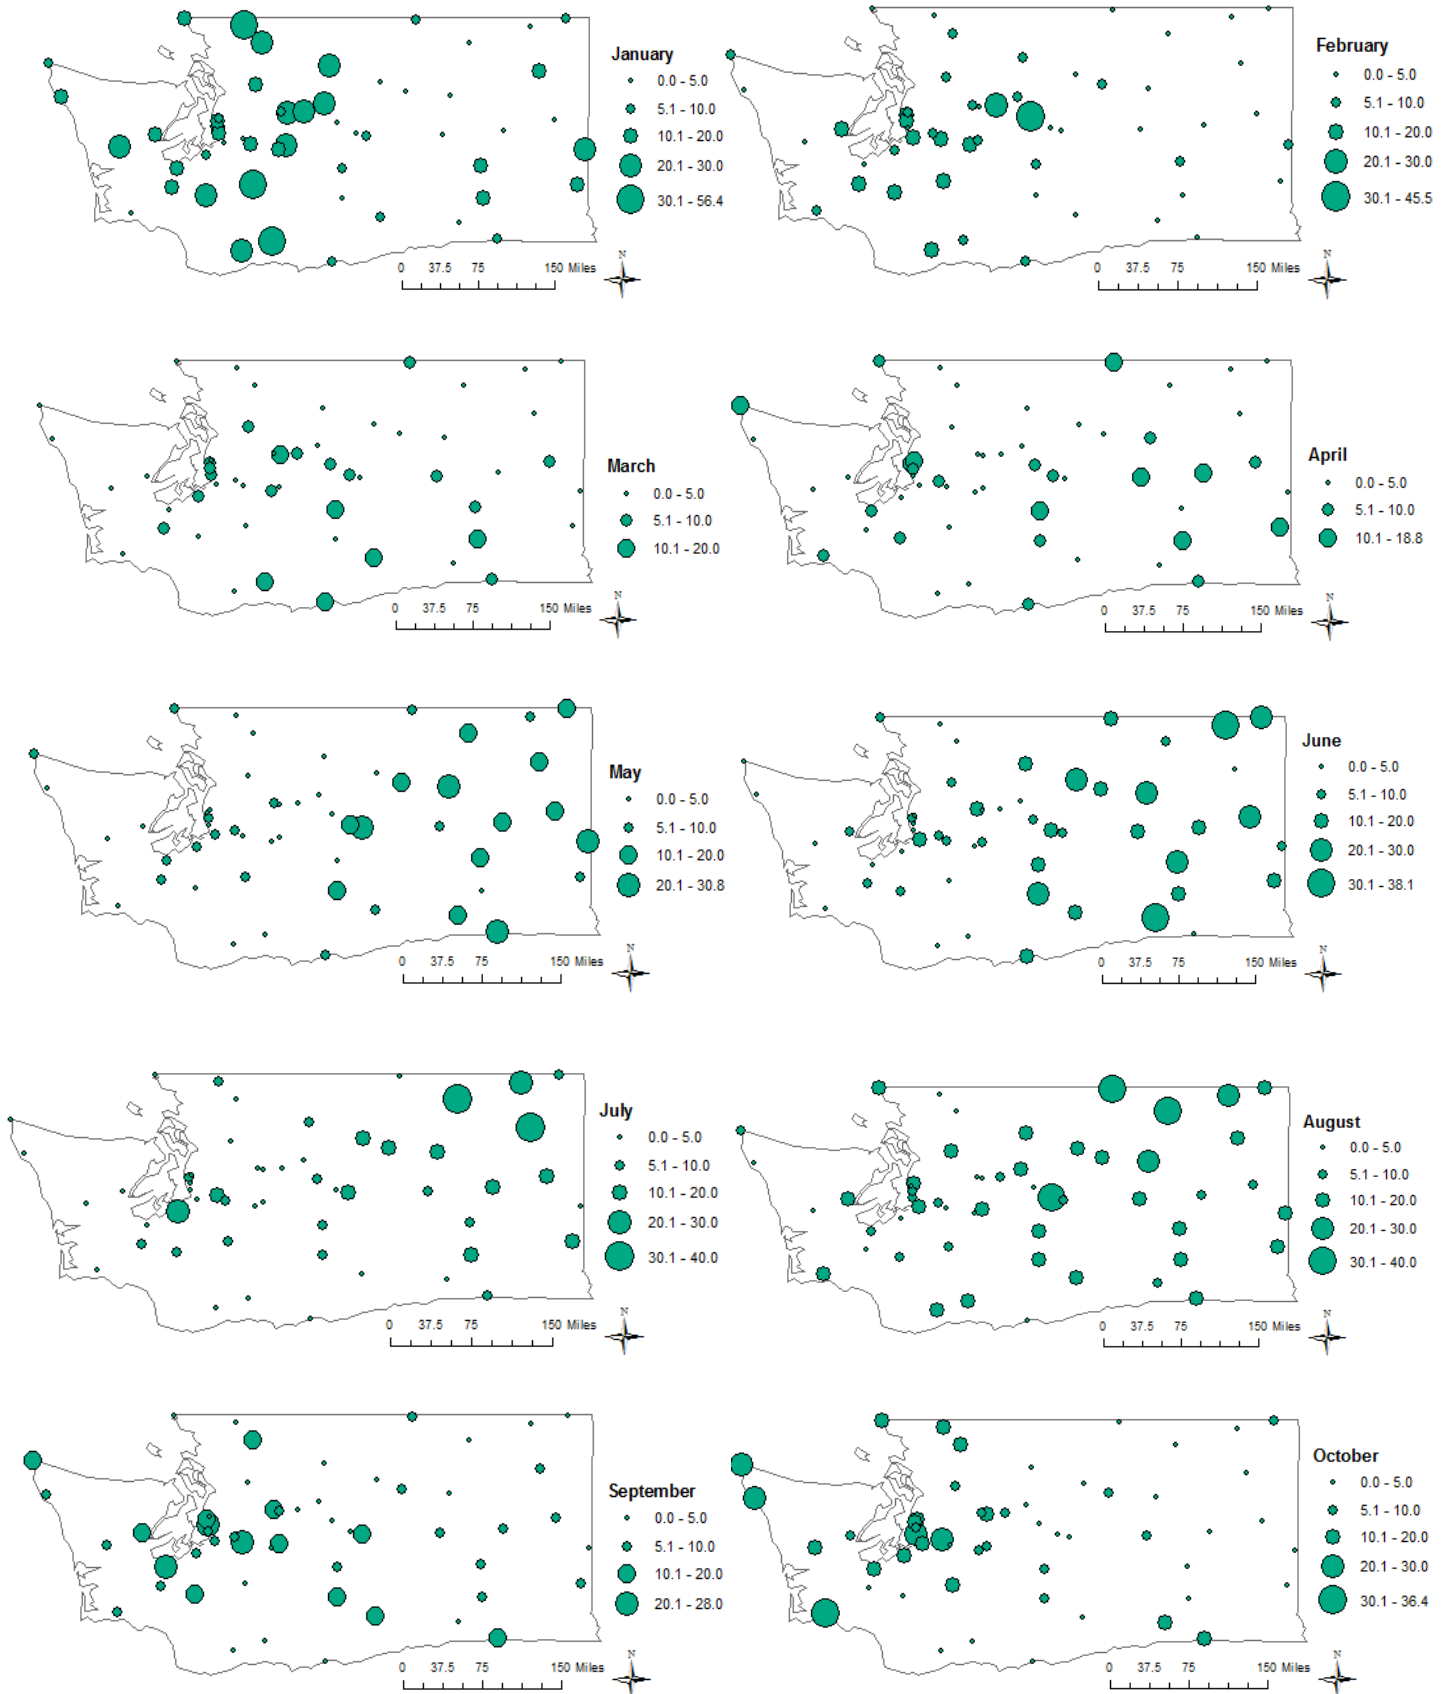 January
0.0 - 5.0
5.1 - 10.0
10.1 - 20.0
20.1 - 30.0
30.1 - 56.4
N
0 37.5 75 150 Miles
February
0.0 - 5.0
5.1 - 10.0
10.1 - 20.0
20.1 - 30.0
30.1 - 45.5
N
0 37.5 75 150 Miles
March
0.0 - 5.0
5.1 - 10.0
10.1 - 20.0
N
0 37.5 75 150 Miles
April
0.0 - 5.0
5.1 - 10.0
10.1 - 18.8
N
0 37.5 75 150 Miles
May
0.0 - 5.0
5.1 - 10.0
10.1 - 20.0
20.1 - 30.8
N
0 37.5 75 150 Miles
June
0.0 - 5.0
5.1 - 10.0
10.1 - 20.0
20.1 - 30.0
30.1 - 38.1
N
0 37.5 75 150 Miles
July
0.0 - 5.0
5.1 - 10.0
10.1 - 20.0
20.1 - 30.0
30.1 - 40.0
N
0 37.5 75 150 Miles
August
0.0 - 5.0
5.1 - 10.0
10.1 - 20.0
20.1 - 30.0
30.1 - 40.0
N
0 37.5 75 150 Miles
September
0.0 - 5.0
5.1 - 10.0
10.1 - 20.0
20.1 - 28.0
N
0 37.5 75 150 Miles
October
0.0 - 5.0
5.1 - 10.0
10.1 - 20.0
20.1 - 30.0
30.1 - 36.4
N
0 37.5 75 150 Miles